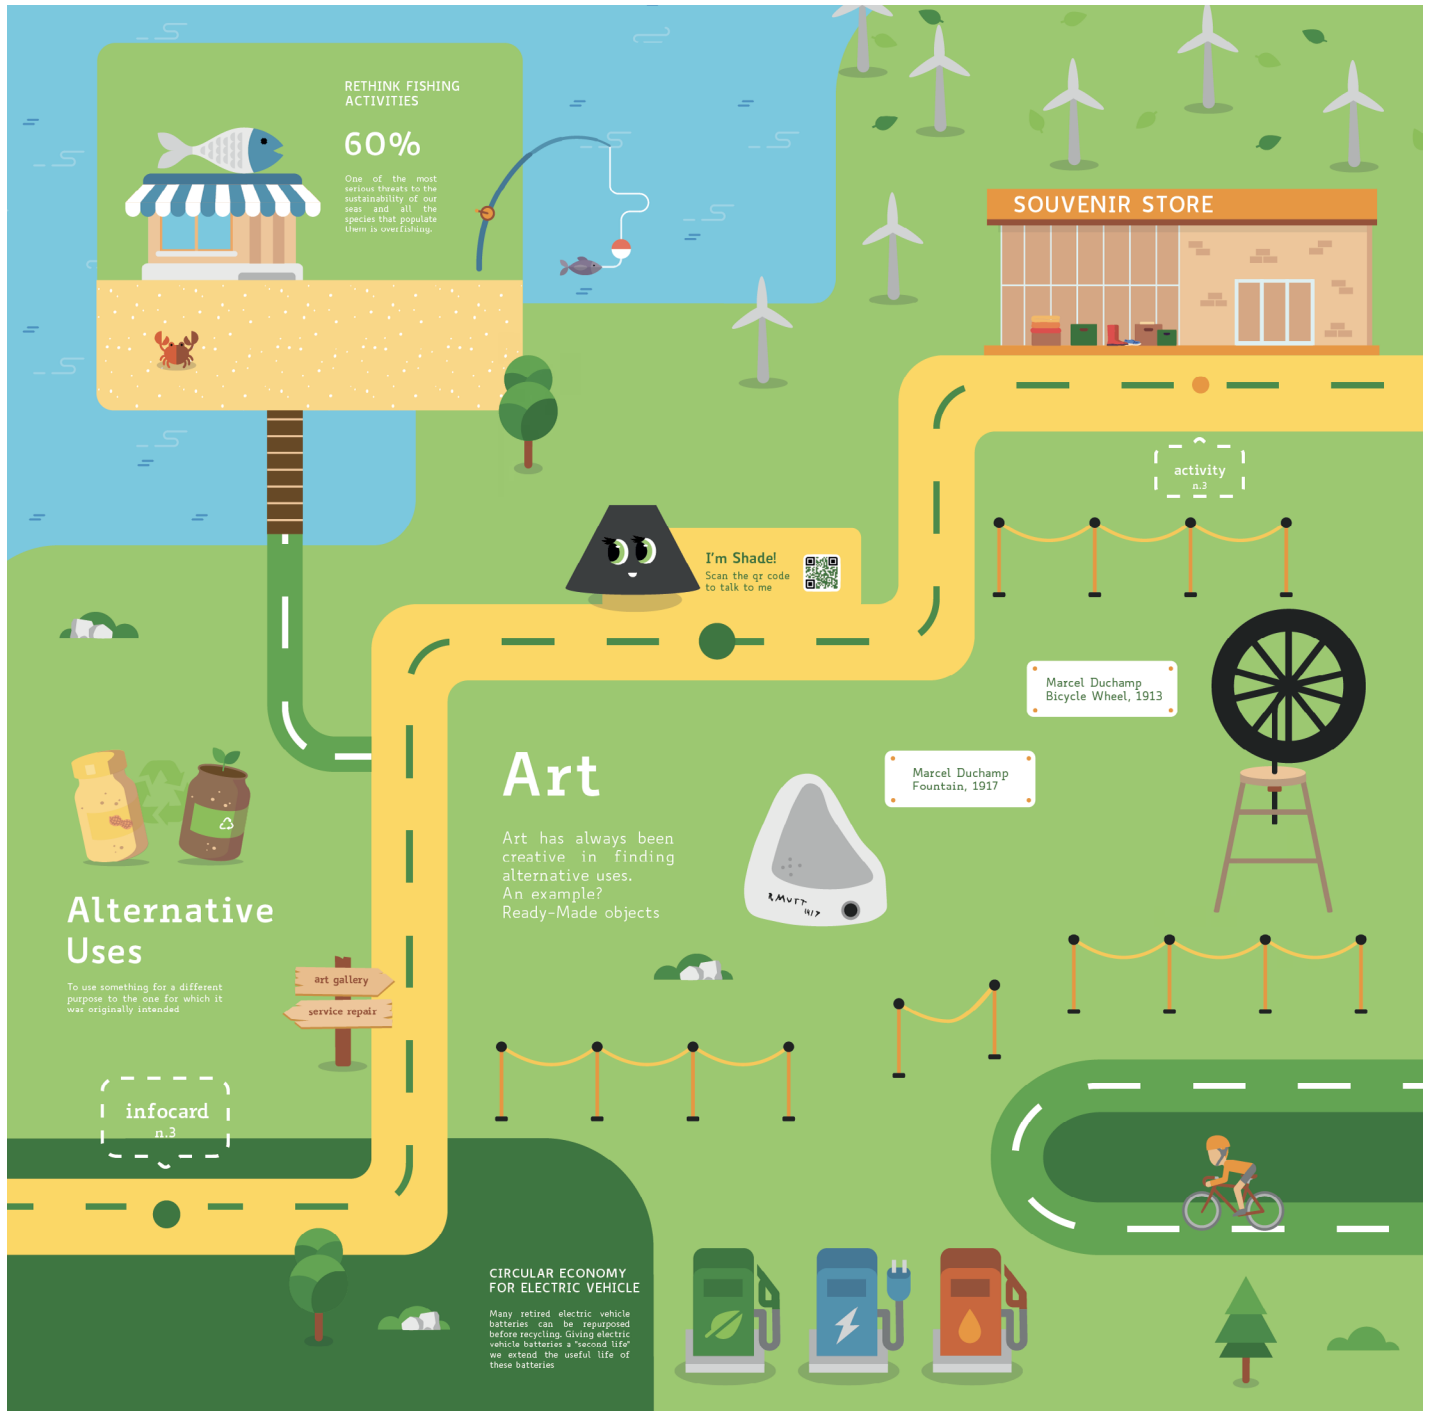 RETHINK FISHING
ACTIVITIES
60%
One of the most
serious threats to the
sustainability of our
seas and all the
species that populate
them is overfishing.
SOUVENIR STORE
activity
n.3
I'm Shade!
Scan the qr code
to talk to me
Marcel Duchamp
Bicycle Wheel, 1913
Marcel Duchamp
Fountain, 1917
Art
Art has always been
creative in finding
alternative uses.
An example?
Ready-Made objects
R.MUTT
1917
Alternative
Uses
To use something for a different
purpose to the one for which it
was originally intended
art gallery
service repair
infocard
n.3
CIRCULAR ECONOMY
FOR ELECTRIC VEHICLE
Many retired electric vehicle
batteries can be repurposed
before recycling. Giving electric
vehicle batteries a "second life"
we extend the useful life of
these batteries